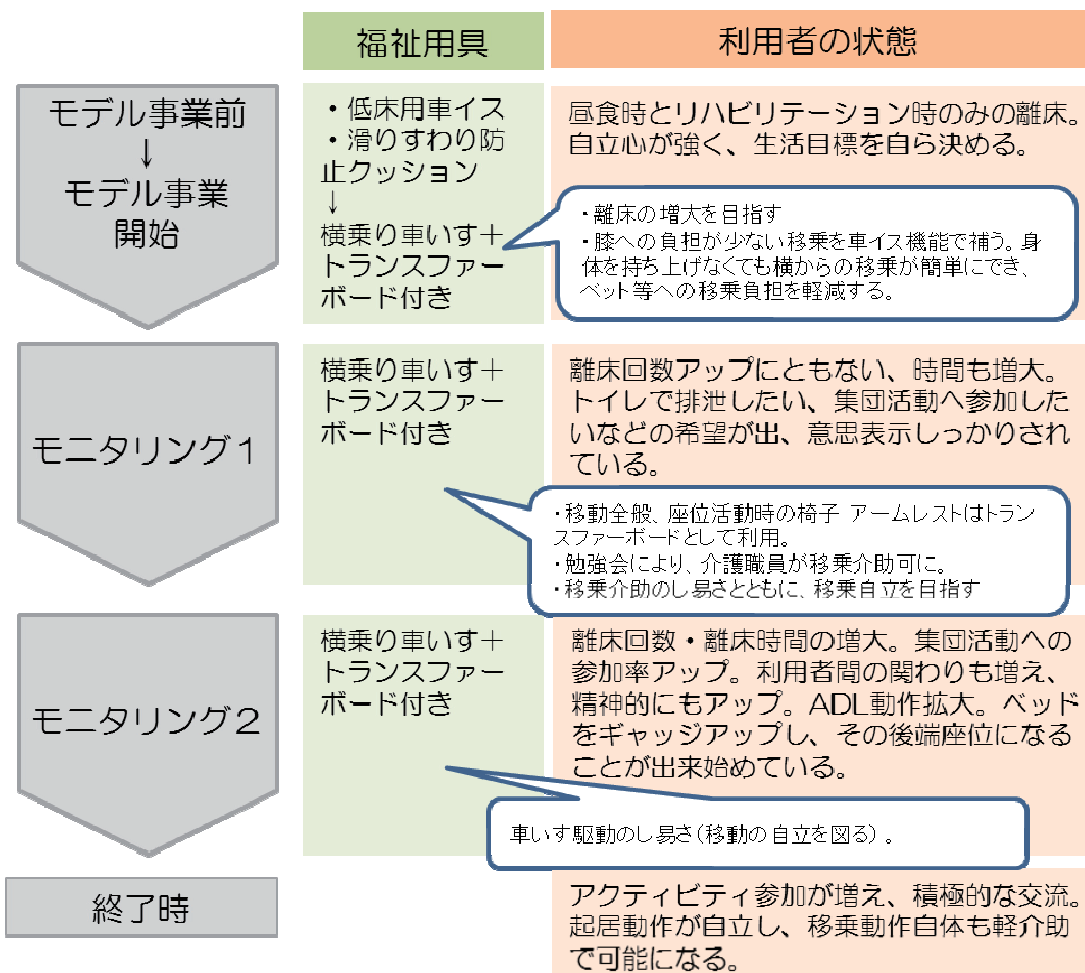 福祉用具
利用者の状態
モデル事業前
↓
モデル事業
開始
・低床用車イス
・滑りすわり防
止クッション
↓
横乗り車いす＋
トランスファー
ボード付き
昼食時とリハビリテーション時のみの離床。
自立心が強く、生活目標を自ら決める。
・離床の増大を目指す
・膝への負担が少ない移乗を車イス機能で補う。身
体を持ち上げなくても横からの移乗が簡単にでき、
ベット等への移乗負担を軽減する。
モニタリング１
横乗り車いす＋
トランスファー
ボード付き
離床回数アップにともない、時間も増大。
トイレで排泄したい、集団活動へ参加した
いなどの希望が出、意思表示しっかりされ
ている。
・移動全般、座位活動時の椅子 アームレストはトラン
スファーボードとして利用。
・勉強会により、介護職員が移乗介助可に。
・移乗介助のし易さとともに、移乗自立を目指す
モニタリング２
横乗り車いす＋
トランスファー
ボード付き
離床回数・離床時間の増大。集団活動への
参加率アップ。利用者間の関わりも増え、
精神的にもアップ。ADL動作拡大。ベッド
をギャッジアップし、その後端座位になる
ことが出来始めている。
車いす駆動のし易さ（移動の自立を図る）。
終了時
アクティビティ参加が増え、積極的な交流。
起居動作が自立し、移乗動作自体も軽介助
で可能になる。